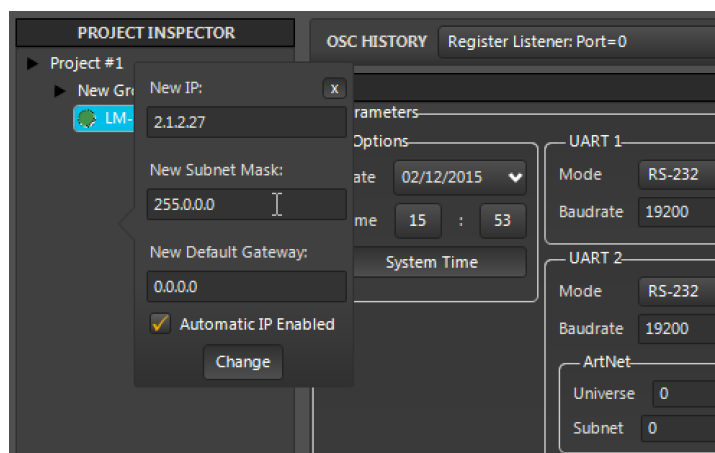 PROJECT INSPECTOR
OSC HISTORY Register Listener: Port=0
Project #1
New Gro
LM-
New IP:
x
2.1.2.27
New Subnet Mask:
255.0.0.0
New Default Gateway:
0.0.0.0
Automatic IP Enabled
Change
rameters
Options
ate 02/12/2015
me 15 : 53
System Time
UART 1
Mode RS-232
Baudrate 19200
UART 2
Mode RS-232
Baudrate 19200
ArtNet
Universe 0
Subnet 0